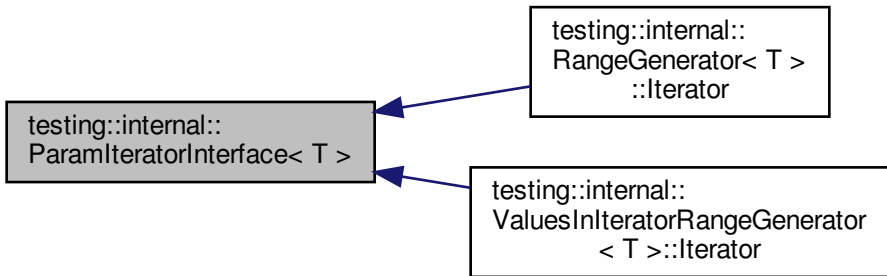 testing::internal::
ParamIteratorInterface< T >
testing::internal::
RangeGenerator< T >
::Iterator
testing::internal::
ValuesInIteratorRangeGenerator
< T >::Iterator